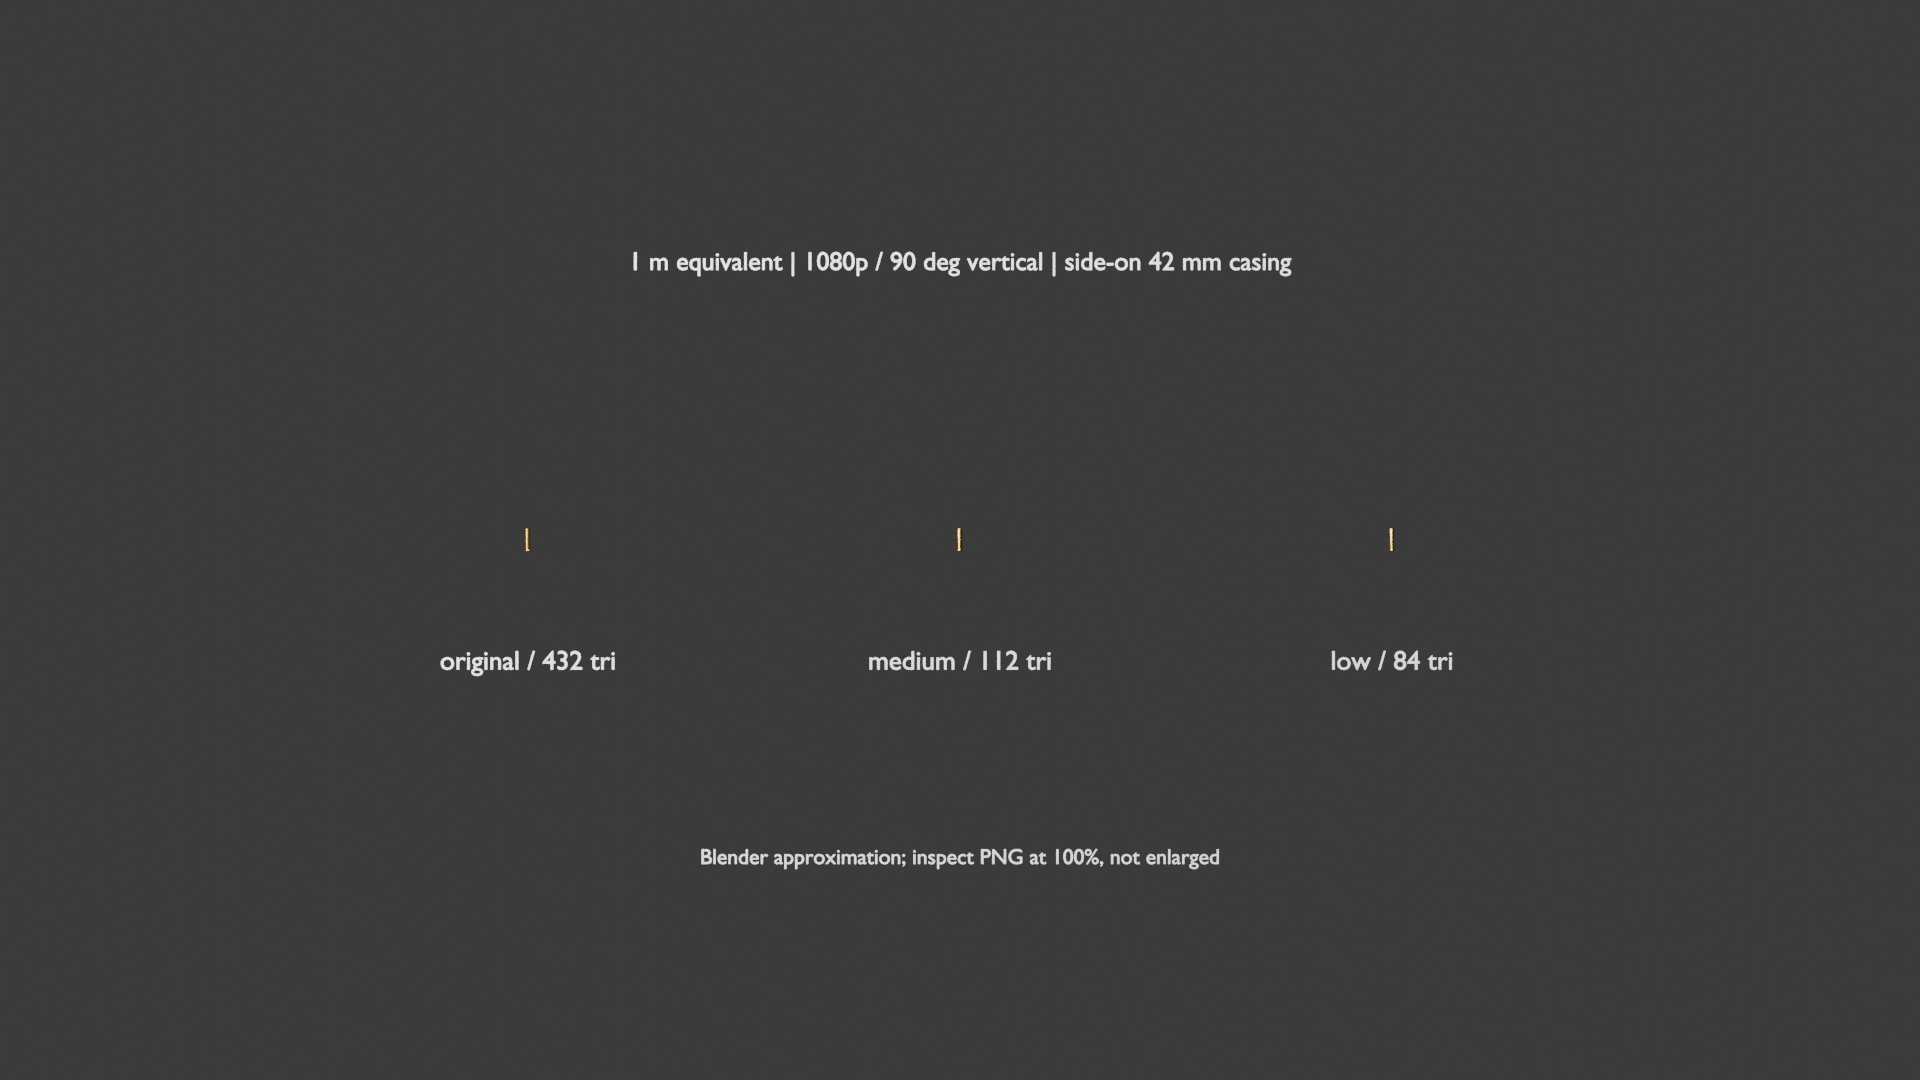 1 m equivalent | 1080p / 90 deg vertical | side-on 42 mm casing
original / 432 tri
medium / 112 tri
low / 84 tri
Blender approximation; inspect PNG at 100%, not enlarged